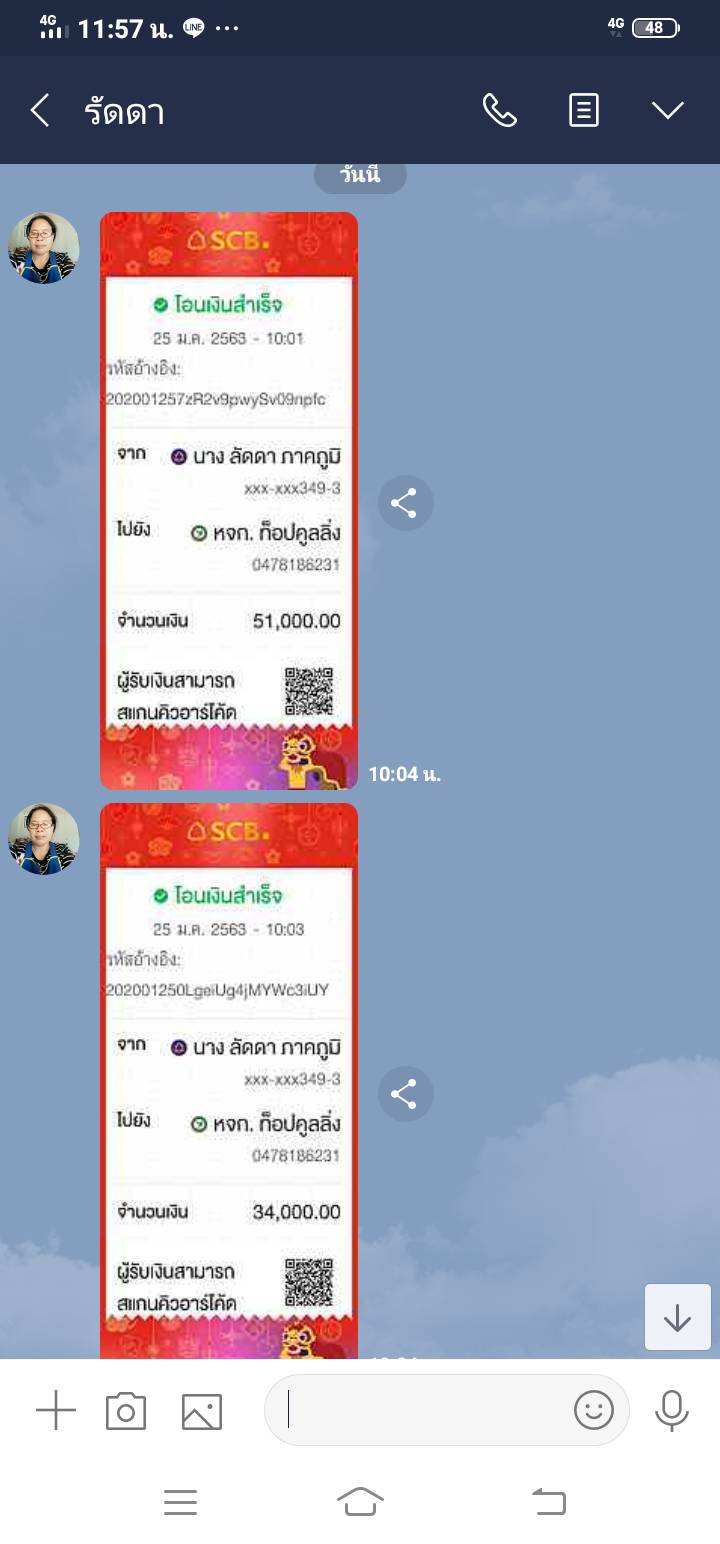 4G 11:57 น. LINE ... 4G 48
รัดดา
วันนี้
SCB
โอนเงินสำเร็จ
25 ม.ค. 2563 - 10:01
รหัสอ้างอิง:
202001257zR2v9pwySv09npfc
จาก นาง ลัดดา ภาคภูมิ
xxx-xxx349-3
ไปยัง หจก. ท็อปคูลลิ่ง
0478186231
จำนวนเงิน 51,000.00
ผู้รับเงินสามารถ
สแกนคิวอาร์โค้ด
10:04 น.
SCB
โอนเงินสำเร็จ
25 ม.ค. 2563 - 10:03
รหัสอ้างอิง:
202001250LgeiUg4jMYWc3iUY
จาก นาง ลัดดา ภาคภูมิ
xxx-xxx349-3
ไปยัง หจก. ท็อปคูลลิ่ง
0478186231
จำนวนเงิน 34,000.00
ผู้รับเงินสามารถ
สแกนคิวอาร์โค้ด